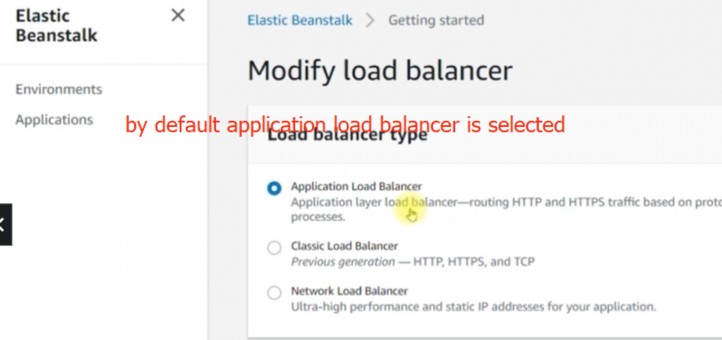 Elastic
Beanstalk
Elastic Beanstalk > Getting started
Modify load balancer
Environments
Applications
by default application load balancer is selected
Load balancer type
Application Load Balancer
Application layer load balancer—routing HTTP and HTTPS traffic based on
processes.
Classic Load Balancer
Previous generation — HTTP, HTTPS, and TCP
Network Load Balancer
Ultra-high performance and static IP addresses for your application.